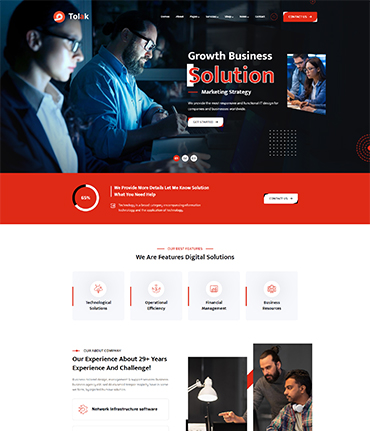 Tolak
Home About Pages Services Shop Contact
CONTACT US
Growth Business
Solution
Marketing Strategy
We provide the most responsive and functional IT design for
companies and businesses worldwide.
GET STARTED
01 02 03
85%
We Provide More Details Let Me Know Solution
What You Need Help
Technology is a broad category encompassing information
technology and the application of technology.
CONTACT US
OUR BEST FEATURES
We Are Features Digital Solutions
Technological
Solutions
Operational
Efficiency
Financial
Management
Business
Resources
OUR ABOUT COMPANY
Our Experience About 29+ Years
Experience And Challenge!
Network infrastructure software